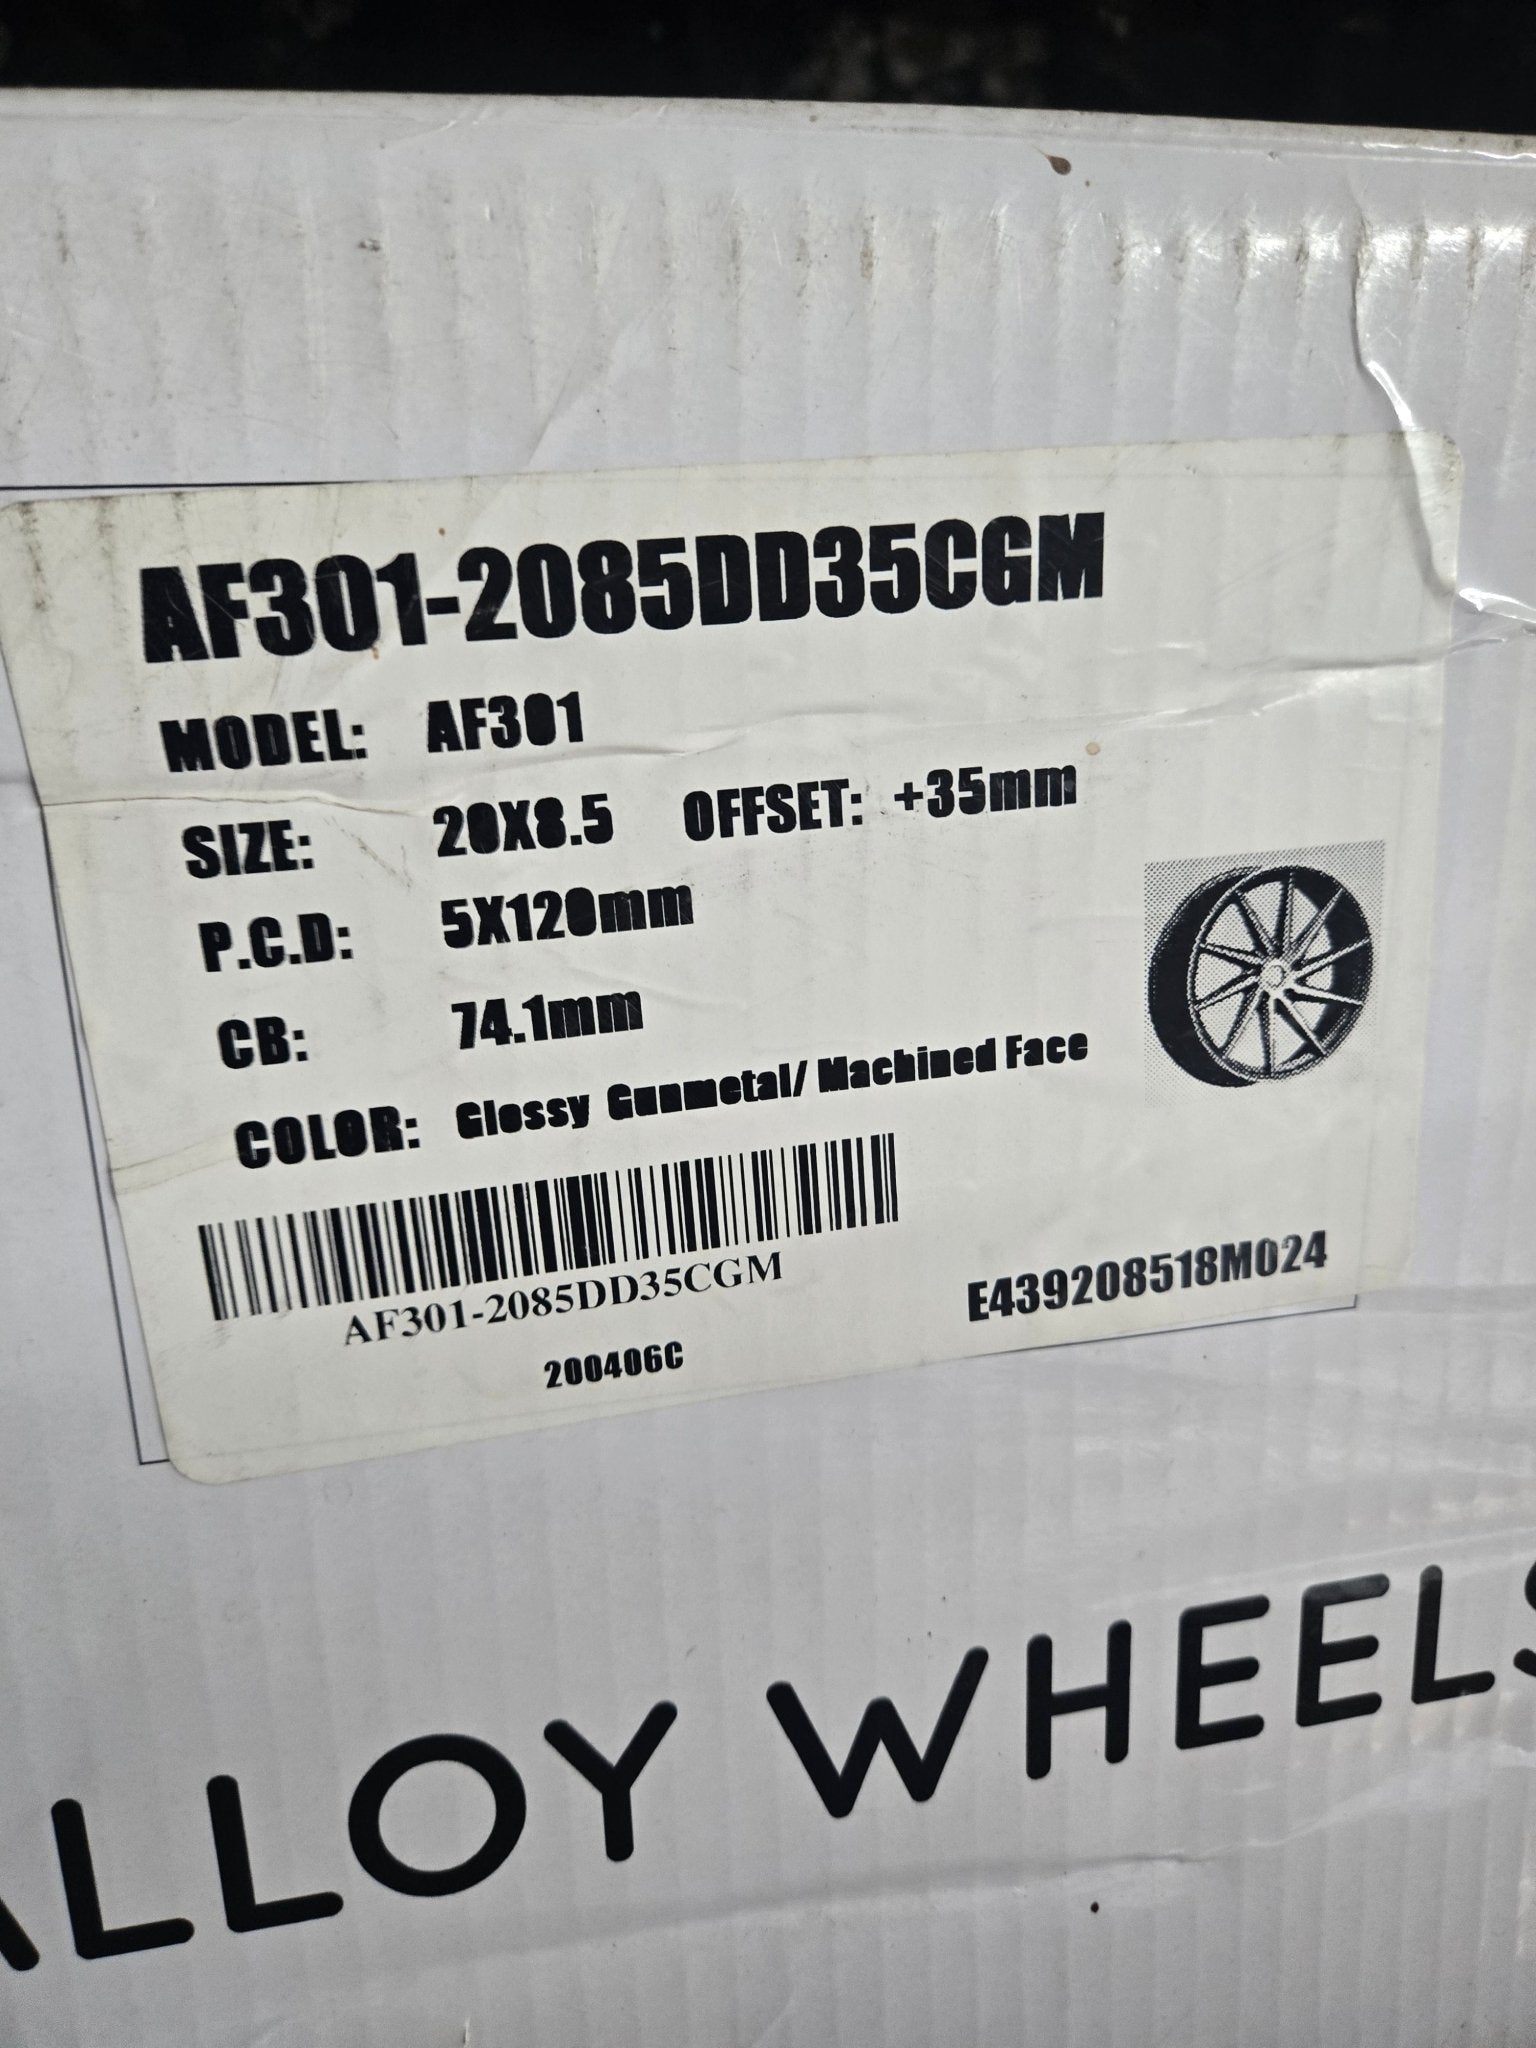 AF301-2085DD35CGM
MODEL: AF301
SIZE: 20X8.5 OFFSET: +35mm
P.C.D: 5X120mm
CB: 74.1mm
COLOR: Glossy Gunmetal/ Machined Face
AF301-2085DD35CGM
200406C
E439208518M024
ALLOY WHEELS